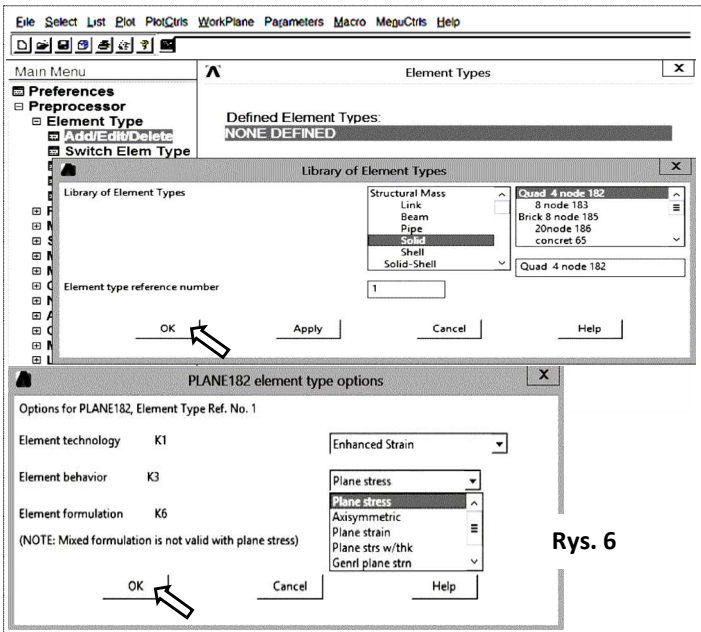 File Select List Plot PlotCtrls WorkPlane Parameters Macro MenuCtrls Help
Main Menu
Element Types
X
Preferences
Preprocessor
Element Type
Add/Edit/Delete
Switch Elem Type
Defined Element Types:
NONE DEFINED
Library of Element Types
X
Library of Element Types
Structural Mass
Link
Beam
Pipe
Solid
Shell
Solid-Shell
Quad 4 node 182
8 node 183
Brick 8 node 185
20node 186
concret 65
Quad 4 node 182
Element type reference number
1
OK Apply Cancel Help
PLANE182 element type options
X
Options for PLANE182, Element Type Ref. No. 1
Element technology K1 Enhanced Strain
Element behavior K3 Plane stress
Plane stress
Axisymmetric
Plane strain
Plane strs w/thk
Genrl plane strn
Element formulation K6
(NOTE: Mixed formulation is not valid with plane stress)
OK Cancel Help
Rys. 6